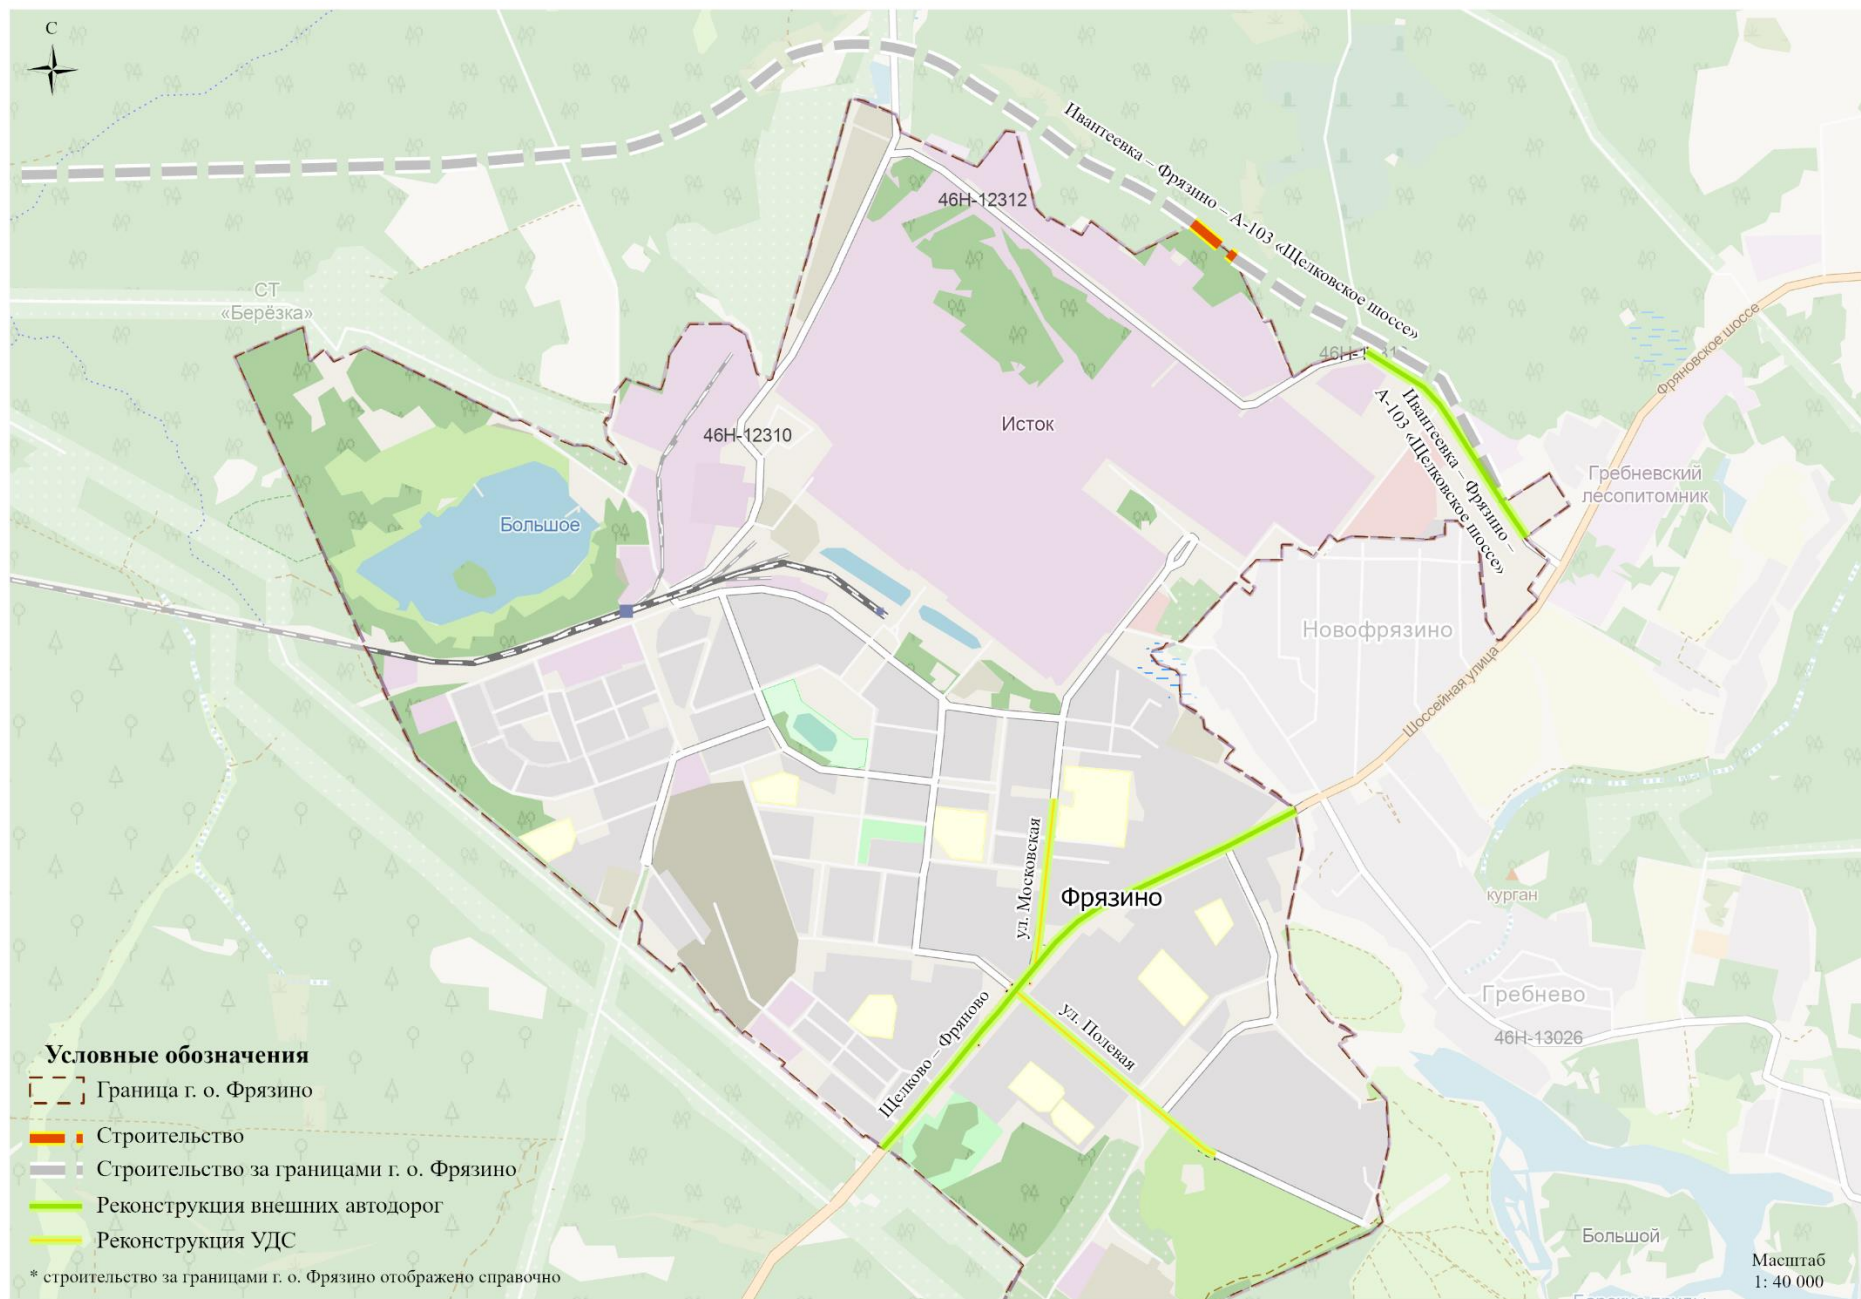 С
Ивантеевка – Фрязино – А-103 «Щелковское шоссе»
46Н-12312
СТ
«Берёзка»
Фряновское шоссе
Исток
46Н-12310
Ивантеевка – Фрязино –
А-103 «Щелковское шоссе»
Гребневский
лесопитомник
Большое
Новофрязино
Шоссейная улица
ул. Московская
Фрязино
курган
Щелково – Фряново
ул. Полевая
Гребнево
46Н-13026
Условные обозначения
Граница г. о. Фрязино
Строительство
Строительство за границами г. о. Фрязино
Реконструкция внешних автодорог
Реконструкция УДС
* строительство за границами г. о. Фрязино отображено справочно
Большой
Масштаб
1: 40 000